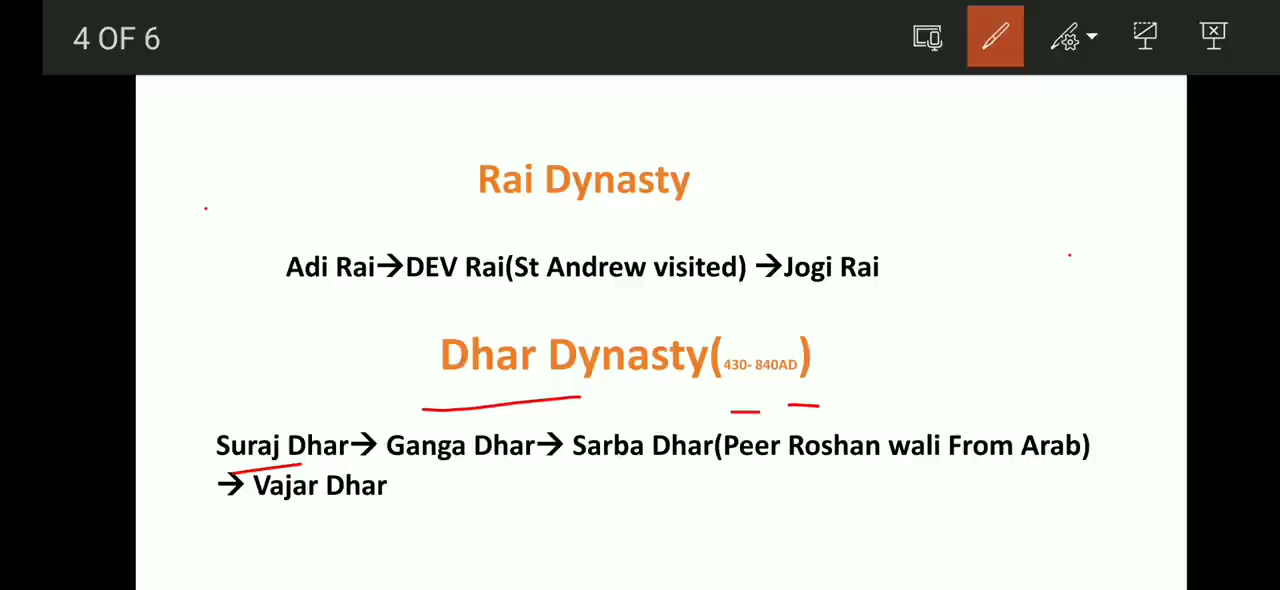 4 OF 6
Rai Dynasty
Adi Rai→DEV Rai(St Andrew visited) →Jogi Rai
Dhar Dynasty(430- 840AD)
Suraj Dhar→ Ganga Dhar→ Sarba Dhar(Peer Roshan wali From Arab)
→ Vajar Dhar